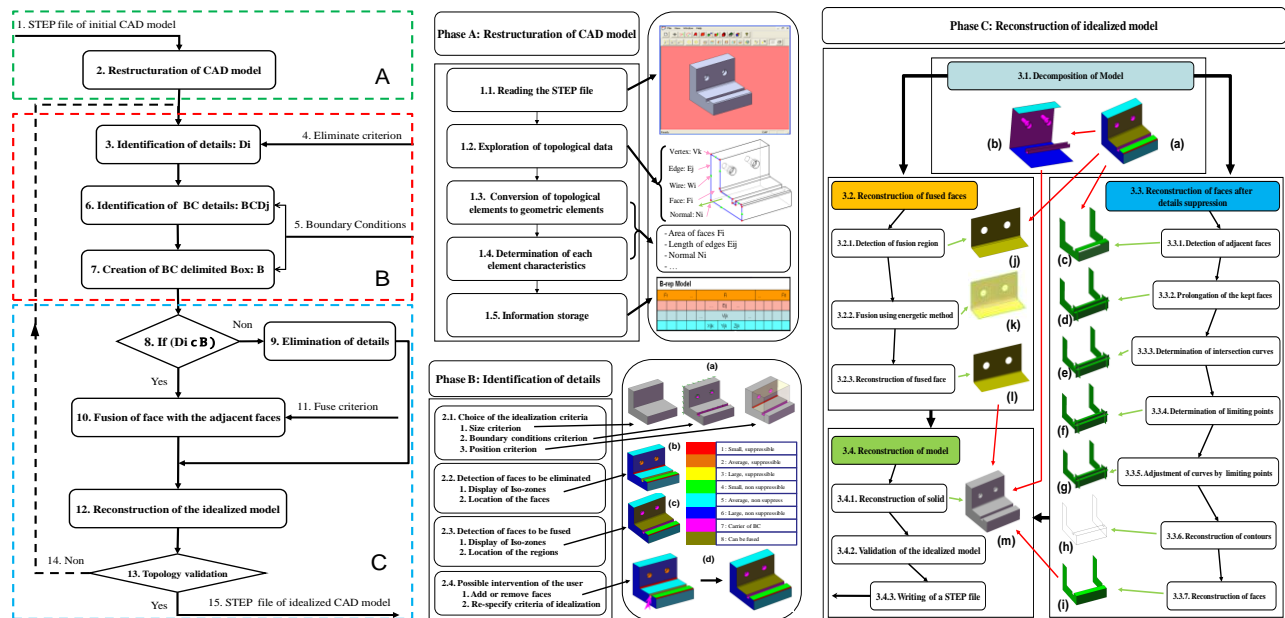 1. STEP file of initial CAD model
2. Restructuration of CAD model
A
3. Identification of details: Di
4. Eliminate criterion
6. Identification of BC details: BCDj
5. Boundary Conditions
7. Creation of BC delimited Box: B
B
8. If (Di ⊂B)
Non
9. Elimination of details
Yes
10. Fusion of face with the adjacent faces
11. Fuse criterion
12. Reconstruction of the idealized model
14. Non
13. Topology validation
C
Yes
15. STEP file of idealized CAD model
Phase A: Restructuration of CAD model
1.1. Reading the STEP file
1.2. Exploration of topological data
1.3. Conversion of topological
elements to geometric elements
1.4. Determination of each
element characteristics
1.5. Information storage
Vertex: Vk
Edge: Ej
Wire: Wi
Face: Fi
Normal: Ni
- Area of faces Fi
- Length of edges Eij
- Normal Ni
- …
B-rep Model
Phase B: Identification of details
2.1. Choice of the idealization criteria
1. Size criterion
2. Boundary conditions criterion
3. Position criterion
2.2. Detection of faces to be eliminated
1. Display of Iso-zones
2. Location of the faces
2.3. Detection of faces to be fused
1. Display of Iso-zones
2. Location of the regions
2.4. Possible intervention of the user
1. Add or remove faces
2. Re-specify criteria of idealization
(a)
(b)
(c)
(d)
1 : Small, suppressible
2 : Average, suppressible
3 : Large, suppressible
4 : Small, non suppressible
5 : Average, non suppress
6 : Large, non suppressible
7 : Carrier of BC
8 : Can be fused
Phase C: Reconstruction of idealized model
3.1. Decomposition of Model
(b)
(a)
3.2. Reconstruction of fused faces
3.2.1. Detection of fusion region
(j)
3.2.2. Fusion using energetic method
(k)
3.2.3. Reconstruction of fused face
(l)
3.4. Reconstruction of model
3.4.1. Reconstruction of solid
(m)
3.4.2. Validation of the idealized model
3.4.3. Writing of a STEP file
3.3. Reconstruction of faces after
details suppression
3.3.1. Detection of adjacent faces
(c)
3.3.2. Prolongation of the kept faces
(d)
3.3.3. Determination of intersection curves
(e)
3.3.4. Determination of limiting points
(f)
3.3.5. Adjustment of curves by limiting points
(g)
3.3.6. Reconstruction of contours
(h)
3.3.7. Reconstruction of faces
(i)